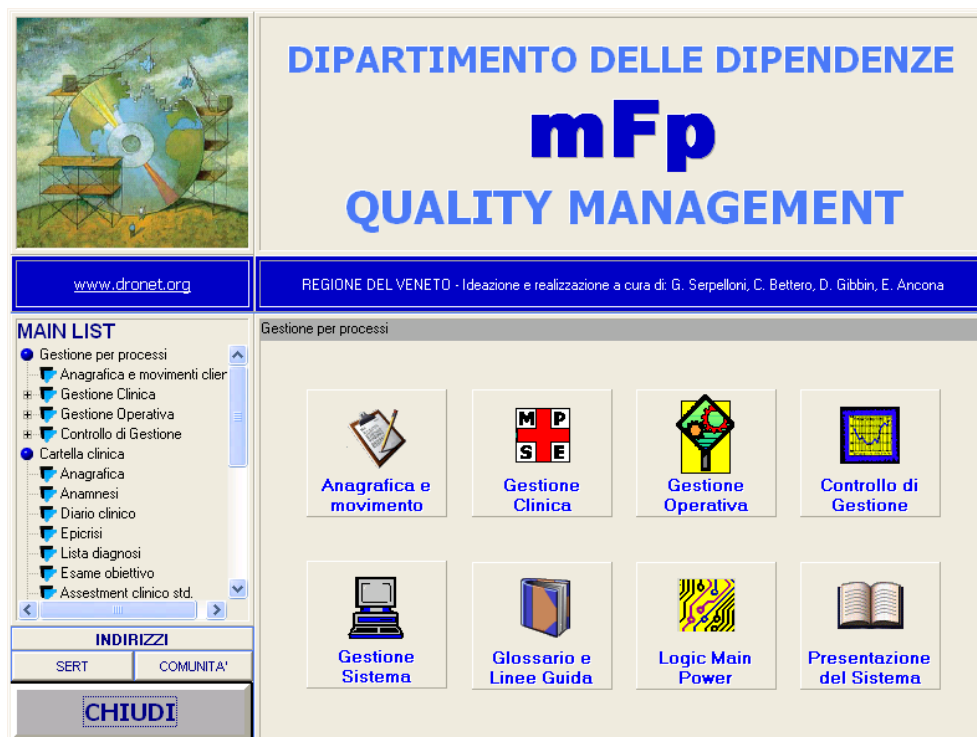 DIPARTIMENTO DELLE DIPENDENZE
mFp
QUALITY MANAGEMENT
www.dronet.org
REGIONE DEL VENETO - Ideazione e realizzazione a cura di: G. Serpelloni, C. Bettero, D. Gibbin, E. Ancona
MAIN LIST
Gestione per processi
Anagrafica e movimenti clier
Gestione Clinica
Gestione Operativa
Controllo di Gestione
Cartella clinica
Anagrafica
Anamnesi
Diario clinico
Epicrisi
Lista diagnosi
Esame obiettivo
Assestment clinico std.
INDIRIZZI
SERT
COMUNITA'
CHIUDI
Gestione per processi
Anagrafica e
movimento
M P
S E
Gestione
Clinica
Gestione
Operativa
Controllo di
Gestione
Gestione
Sistema
Glossario e
Linee Guida
Logic Main
Power
Presentazione
del Sistema